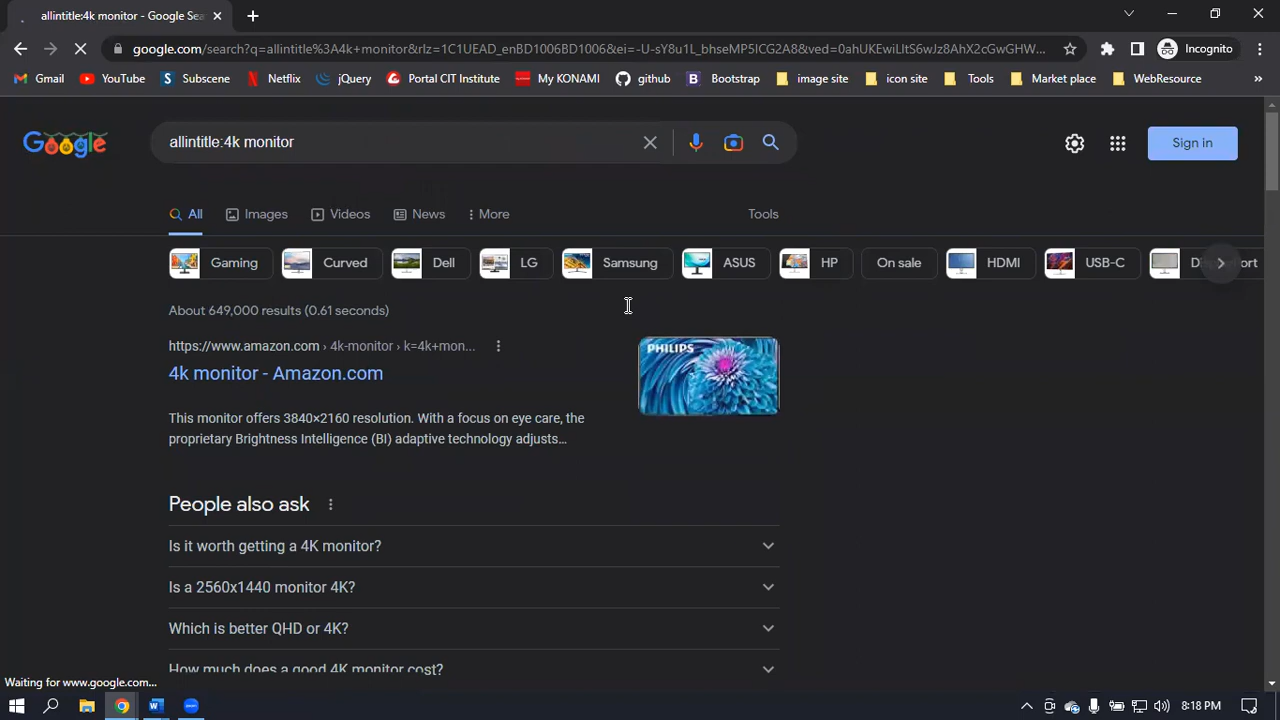 allintitle:4k monitor - Google Sea
google.com/search?q=allintitle%3A4k+monitor&rlz=1C1UEAD_enBD1006BD1006&ei=-U-sY8u1L_bhseMP5ICG2A8&ved=0ahUKEwiLltS6wJz8AhX2cGwGHW...
Incognito
Gmail YouTube Subscene Netflix jQuery Portal CIT Institute My KONAMI github Bootstrap image site icon site Tools Market place WebResource
Google allintitle:4k monitor Sign in
All Images Videos News More Tools
Gaming Curved Dell LG Samsung ASUS HP On sale HDMI USB-C
About 649,000 results (0.61 seconds)
https://www.amazon.com › 4k-monitor › k=4k+mon...
PHILIPS
4k monitor - Amazon.com
This monitor offers 3840×2160 resolution. With a focus on eye care, the
proprietary Brightness Intelligence (BI) adaptive technology adjusts...
People also ask
Is it worth getting a 4K monitor?
Is a 2560x1440 monitor 4K?
Which is better QHD or 4K?
How much does a good 4K monitor cost?
Waiting for www.google.com...
8:18 PM